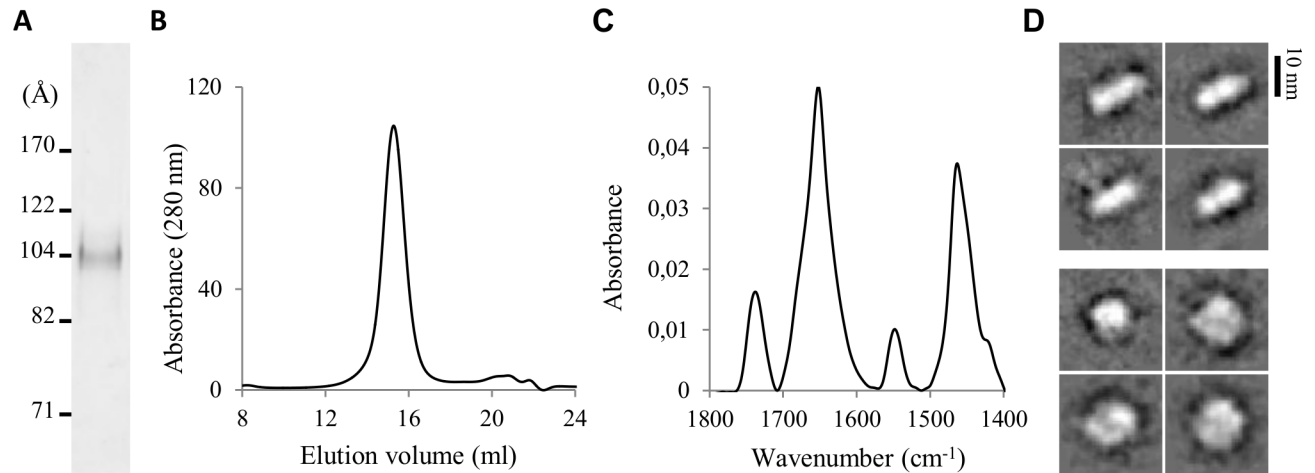 A
(Å)
170
122
104
82
71
B
Absorbance (280 nm)
120
80
40
0
8
12
16
20
24
Elution volume (ml)
C
Absorbance
0,05
0,04
0,03
0,02
0,01
0
1800
1700
1600
1500
1400
Wavenumber (cm⁻¹)
D
10 nm